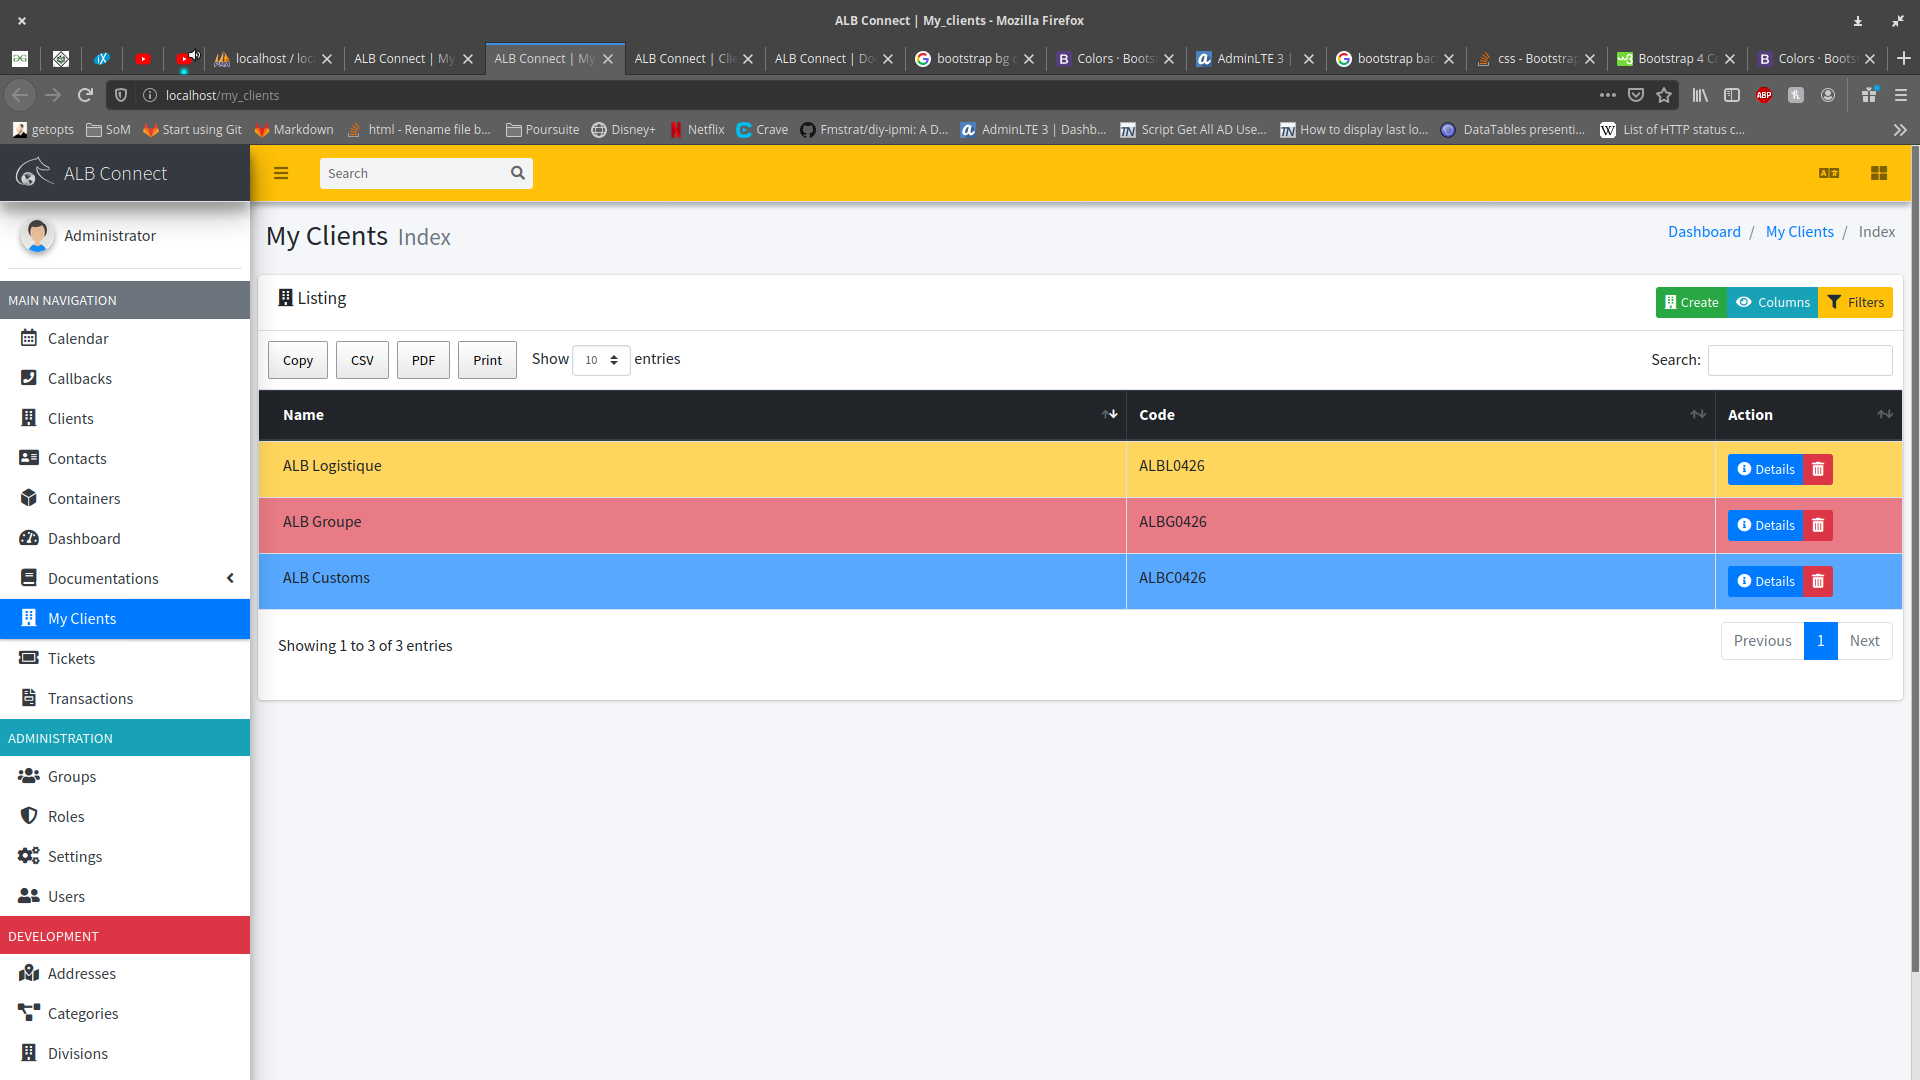 ALB Connect | My_clients - Mozilla Firefox
localhost / loc
ALB Connect | My
ALB Connect | My
ALB Connect | Clie
ALB Connect | Do
bootstrap bg c
Colors · Boots
AdminLTE 3 |
bootstrap bac
css - Bootstrap
Bootstrap 4 Co
Colors · Boots
localhost/my_clients
ABP
getopts
SoM
Start using Git
Markdown
html - Rename file b...
Poursuite
Disney+
Netflix
Crave
Fmstrat/diy-ipmi: A D...
AdminLTE 3 | Dashb...
Script Get All AD Use...
How to display last lo...
DataTables presenti...
List of HTTP status c...
ALB Connect
Search
Administrator
My Clients Index
Dashboard / My Clients / Index
MAIN NAVIGATION
Calendar
Callbacks
Clients
Contacts
Containers
Dashboard
Documentations
My Clients
Tickets
Transactions
ADMINISTRATION
Groups
Roles
Settings
Users
DEVELOPMENT
Addresses
Categories
Divisions
Listing
Create Columns Filters
Copy CSV PDF Print Show 10 entries Search:
Name Code Action
ALB Logistique ALBL0426 Details
ALB Groupe ALBG0426 Details
ALB Customs ALBC0426 Details
Showing 1 to 3 of 3 entries
Previous 1 Next